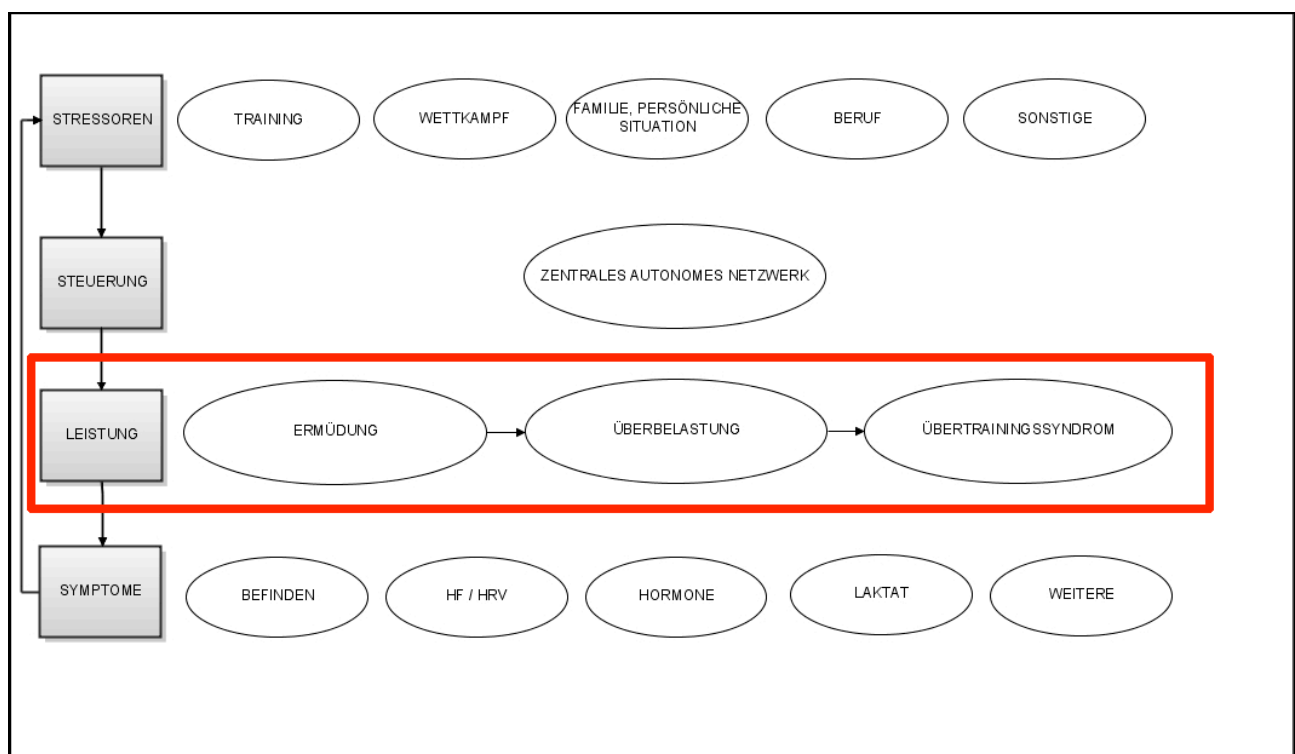 STRESSOREN
TRAINING
WETTKAMPF
FAMILIE, PERSÖNLICHE
SITUATION
BERUF
SONSTIGE
STEUERUNG
ZENTRALES AUTONOMES NETZWERK
LEISTUNG
ERMÜDUNG
ÜBERBELASTUNG
ÜBERTRAININGSSYNDROM
SYMPTOME
BEFINDEN
HF / HRV
HORMONE
LAKTAT
WEITERE